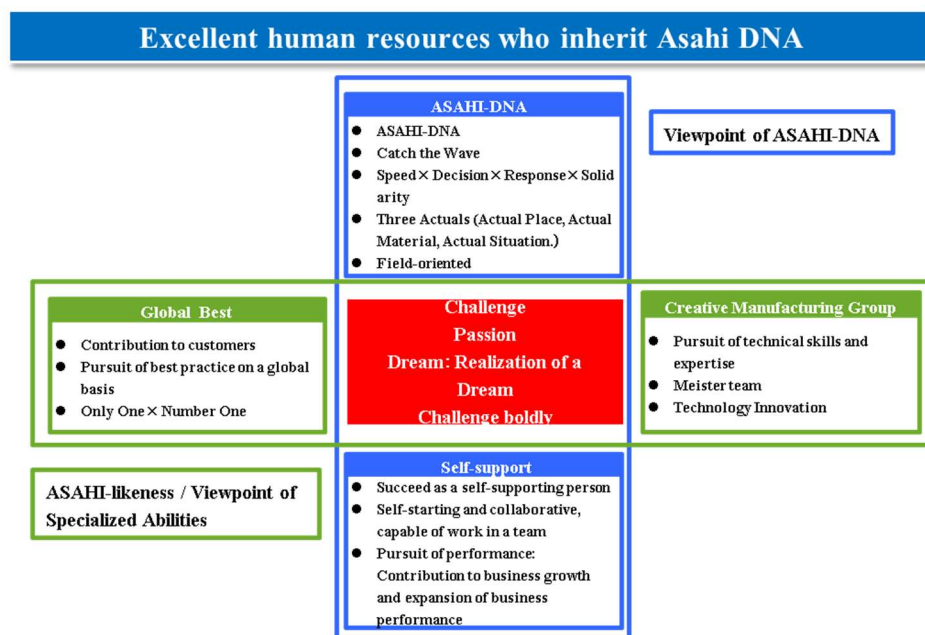 Excellent human resources who inherit Asahi DNA
ASAHI-DNA
● ASAHI-DNA
● Catch the Wave
● Speed×Decision×Response×Solid
arity
● Three Actuals (Actual Place, Actual
Material, Actual Situation.)
● Field-oriented
Viewpoint of ASAHI-DNA
Global Best
● Contribution to customers
● Pursuit of best practice on a global
basis
● Only One×Number One
Challenge
Passion
Dream: Realization of a
Dream
Challenge boldly
Creative Manufacturing Group
● Pursuit of technical skills and
expertise
● Meister team
● Technology Innovation
ASAHI-likeness / Viewpoint of
Specialized Abilities
Self-support
● Succeed as a self-supporting person
● Self-starting and collaborative,
capable of work in a team
● Pursuit of performance:
Contribution to business growth
and expansion of business
performance